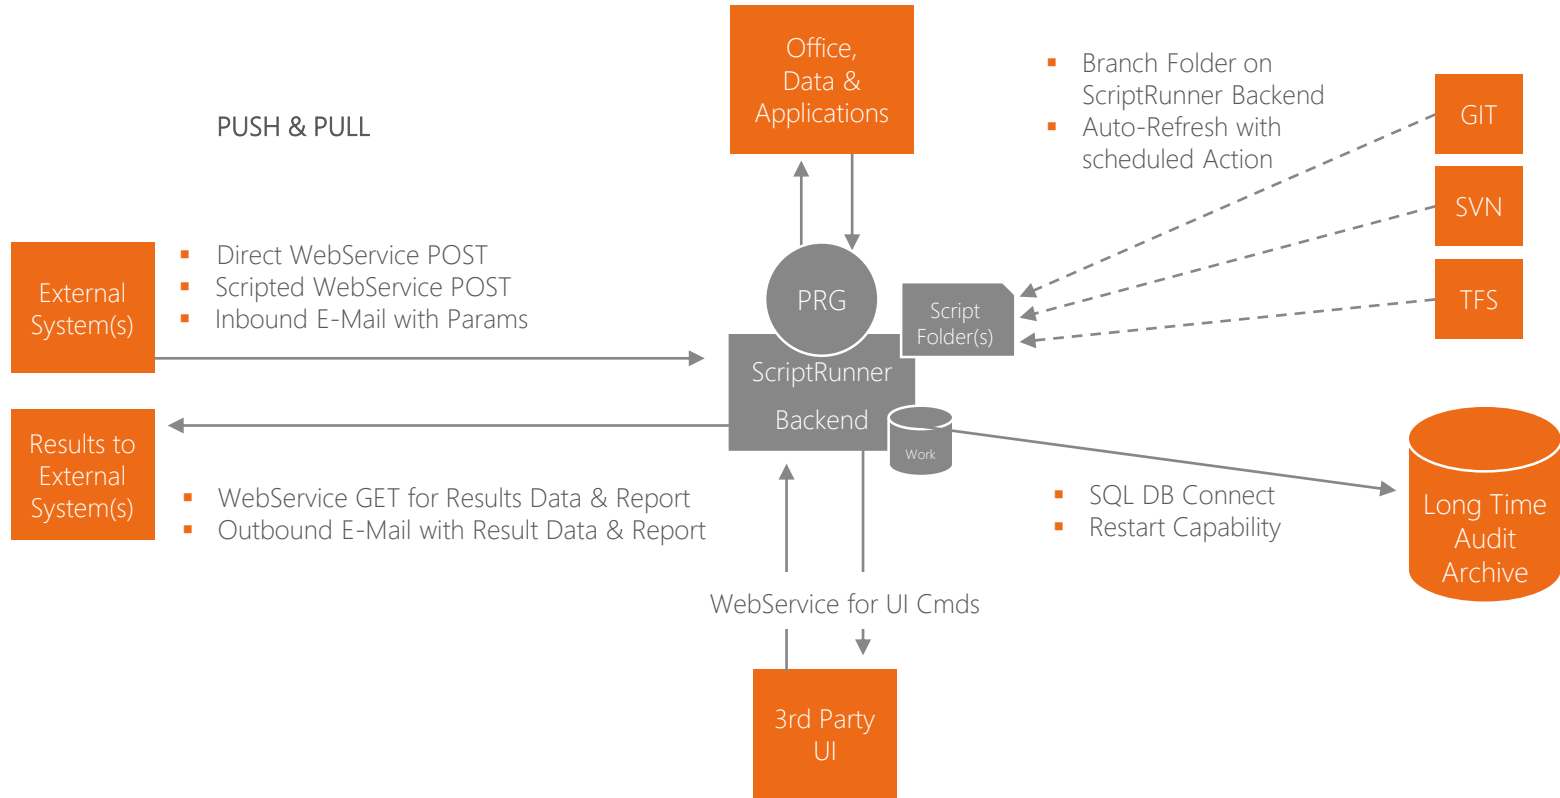 Office,
Data &
Applications
PUSH & PULL
▪ Branch Folder on
ScriptRunner Backend
▪ Auto-Refresh with
scheduled Action
GIT
SVN
TFS
External
System(s)
▪ Direct WebService POST
▪ Scripted WebService POST
▪ Inbound E-Mail with Params
PRG
Script
Folder(s)
ScriptRunner
Backend
Work
Results to
External
System(s)
▪ WebService GET for Results Data & Report
▪ Outbound E-Mail with Result Data & Report
▪ SQL DB Connect
▪ Restart Capability
Long Time
Audit
Archive
WebService for UI Cmds
3rd Party
UI